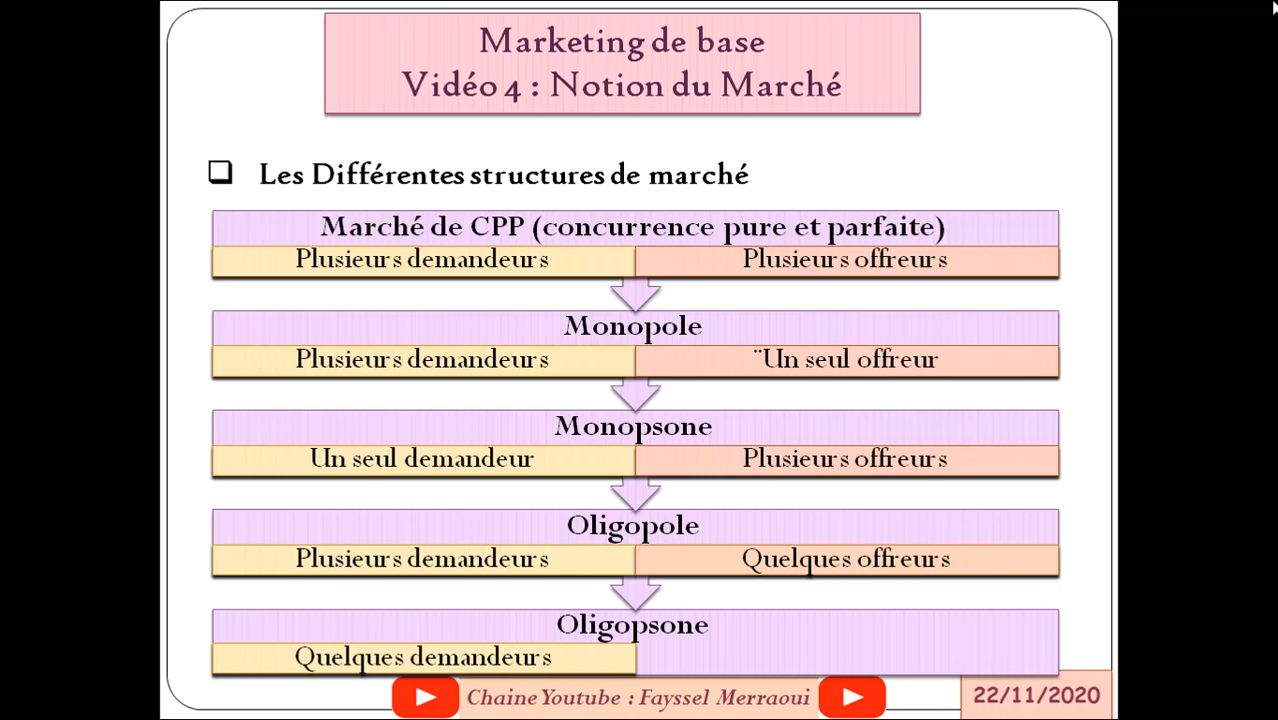 Marketing de base
Vidéo 4 : Notion du Marché
Les Différentes structures de marché
Marché de CPP (concurrence pure et parfaite)
Plusieurs demandeurs
Plusieurs offreurs
Monopole
Plusieurs demandeurs
¨Un seul offreur
Monopsone
Un seul demandeur
Plusieurs offreurs
Oligopole
Plusieurs demandeurs
Quelques offreurs
Oligopsone
Quelques demandeurs
Chaine Youtube : Fayssel Merraoui
22/11/2020